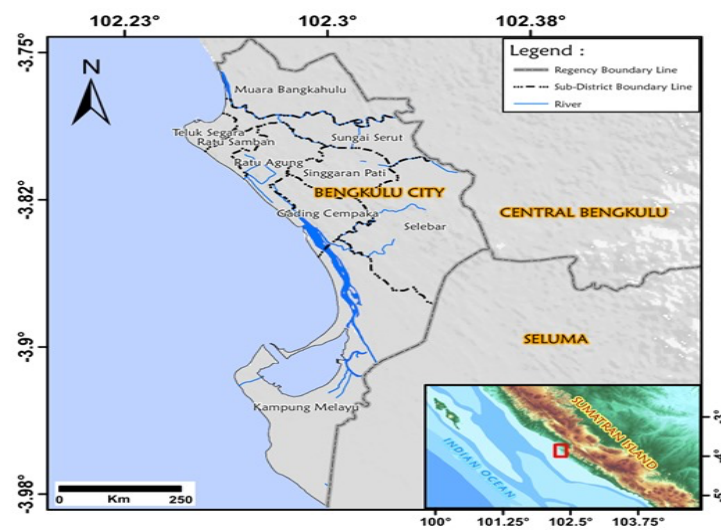 102.23° 102.3° 102.38°
-3.75°
-3.82°
-3.9°
-3.98°
N
Legend :
Regency Boundary Line
Sub-District Boundary Line
River
Muara Bangkahulu
Teluk Segara
Ratu Samban
Sungai Serut
Ratu Agung
Singgaran Pati
BENGKULU CITY
Gading Cempaka
Selebar
CENTRAL BENGKULU
SELUMA
Kampung Melayu
0 Km 250
SUMATRAN ISLAND
INDIAN OCEAN
-2°
-4°
-6°
100° 101.25° 102.5° 103.75°